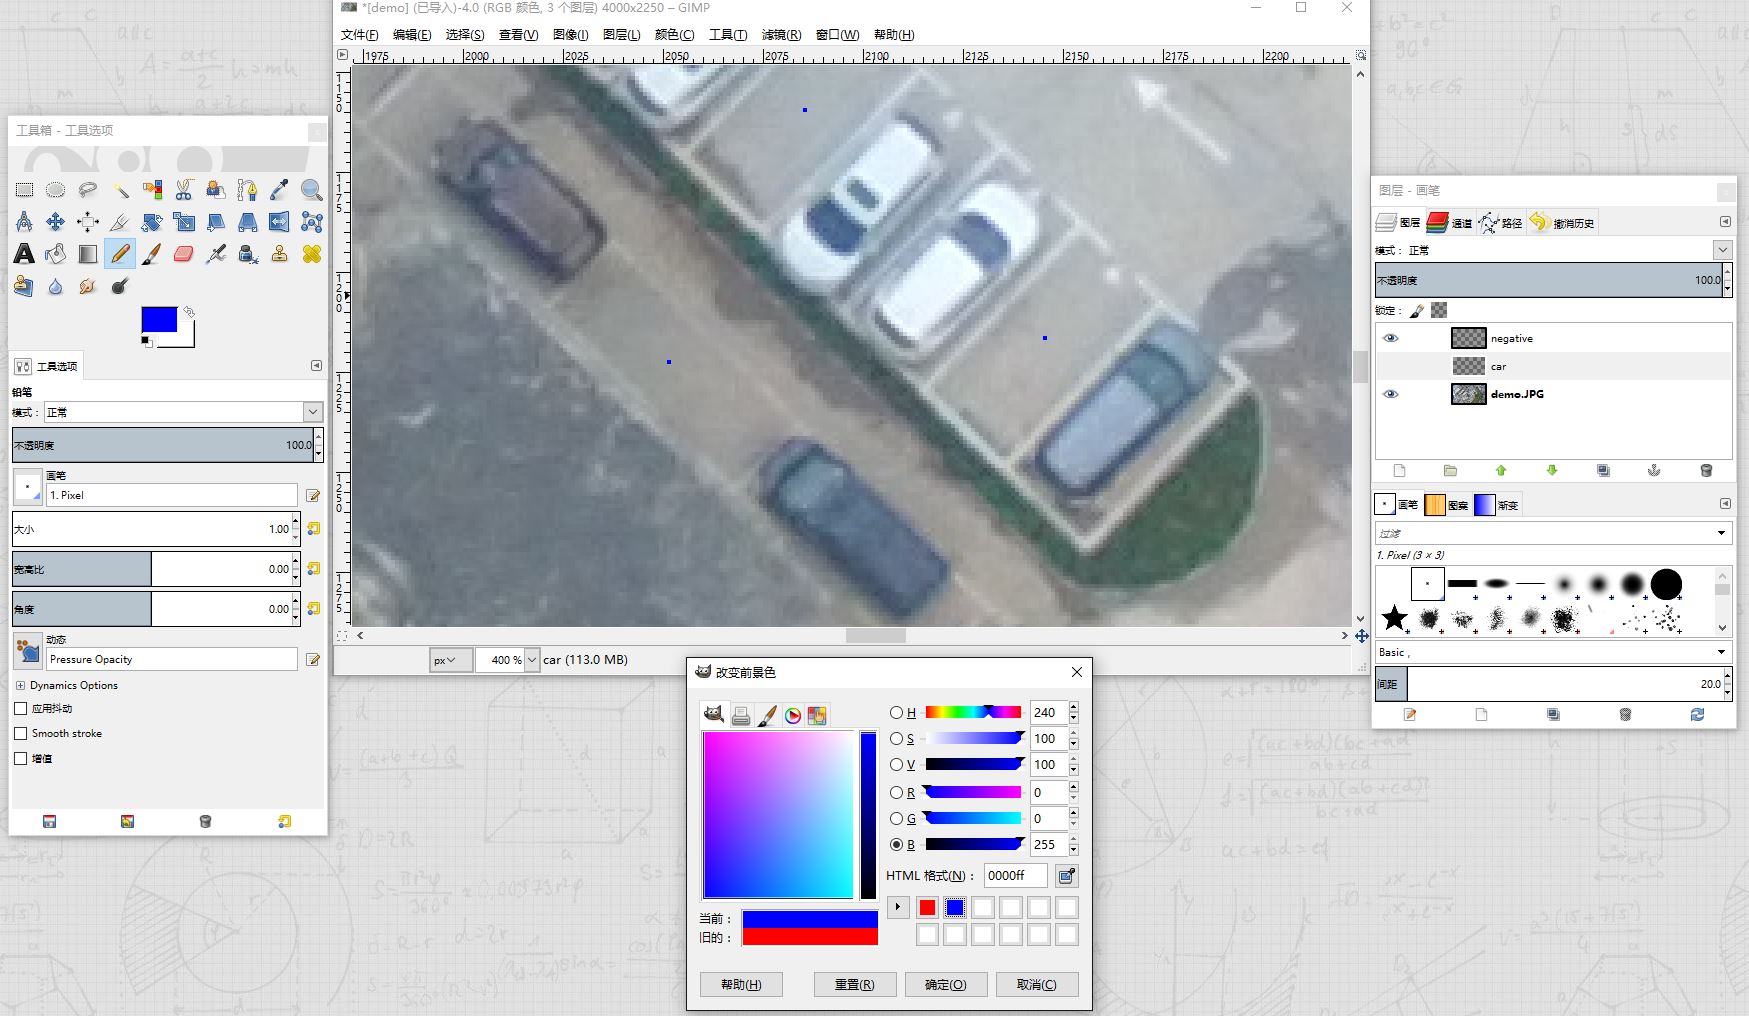 *[demo] (已导入)-4.0 (RGB 颜色, 3 个图层) 4000x2250 – GIMP
文件(F) 编辑(E) 选择(S) 查看(V) 图像(I) 图层(L) 颜色(C) 工具(T) 滤镜(R) 窗口(W) 帮助(H)
1975 2000 2025 2050 2075 2100 2125 2150 2175 2200
1150
1175
1200
1225
1250
1275
px 400 % car (113.0 MB)
工具箱 - 工具选项
工具选项
铅笔
模式： 正常
不透明度 100.0
画笔
1. Pixel
大小 1.00
宽高比 0.00
角度 0.00
动态
Pressure Opacity
Dynamics Options
应用抖动
Smooth stroke
增值
改变前景色
H 240
S 100
V 100
R 0
G 0
B 255
HTML 格式(N)： 0000ff
当前：
旧的：
帮助(H) 重置(R) 确定(O) 取消(C)
图层 - 画笔
图层 通道 路径 撤消历史
模式： 正常
不透明度 100.0
锁定：
negative
car
demo.JPG
画笔 图案 渐变
过滤
1. Pixel (3 × 3)
Basic ,
间距 20.0